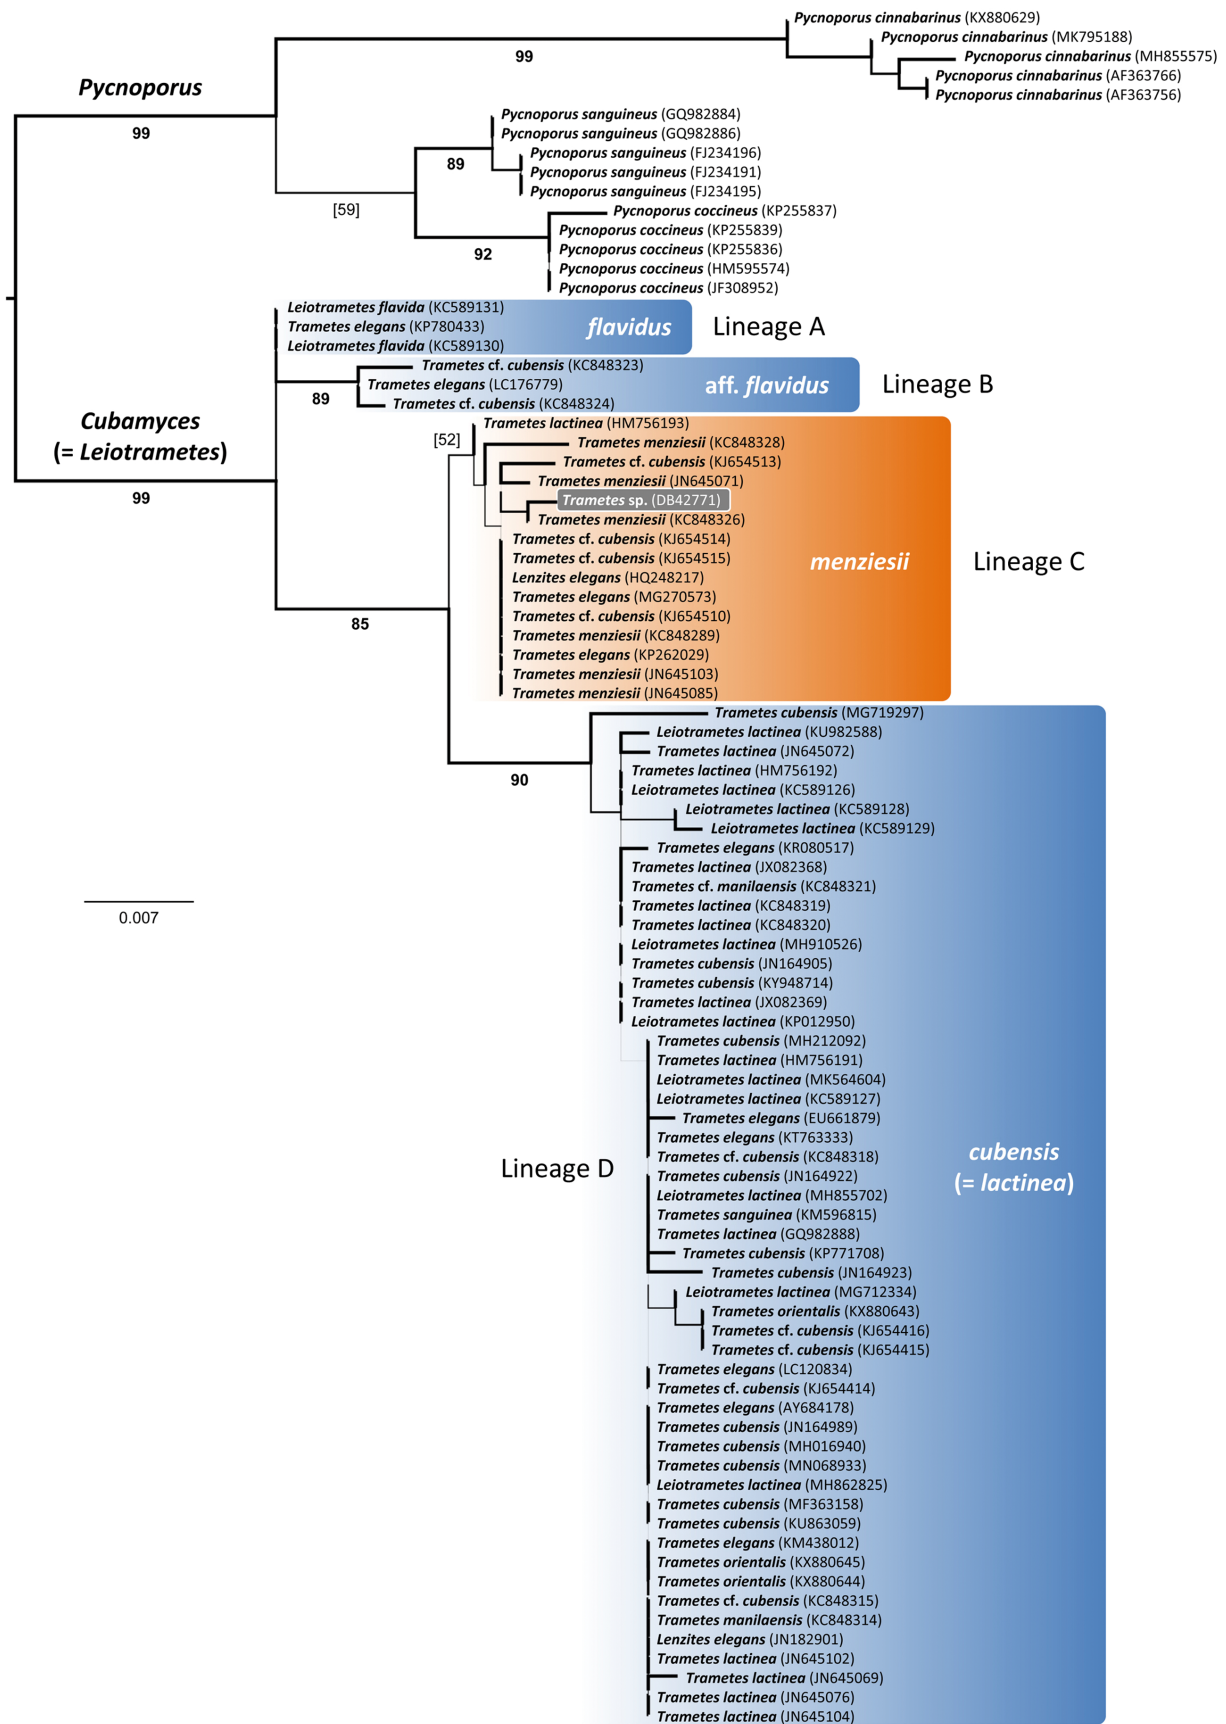 Pycnoporus cinnabarinus (KX880629)
Pycnoporus cinnabarinus (MK795188)
99
Pycnoporus cinnabarinus (MH855575)
Pycnoporus cinnabarinus (AF363766)
Pycnoporus
Pycnoporus cinnabarinus (AF363756)
Pycnoporus sanguineus (GQ982884)
99
Pycnoporus sanguineus (GQ982886)
Pycnoporus sanguineus (FJ234196)
89
Pycnoporus sanguineus (FJ234191)
Pycnoporus sanguineus (FJ234195)
[59]
Pycnoporus coccineus (KP255837)
Pycnoporus coccineus (KP255839)
92
Pycnoporus coccineus (KP255836)
Pycnoporus coccineus (HM595574)
Pycnoporus coccineus (JF308952)
Leiotrametes flavida (KC589131)
Trametes elegans (KP780433)
flavidus
Lineage A
Leiotrametes flavida (KC589130)
Trametes cf. cubensis (KC848323)
Trametes elegans (LC176779)
aff. flavidus
Lineage B
89
Trametes cf. cubensis (KC848324)
Cubamyces
(= Leiotrametes)
99
Trametes lactinea (HM756193)
[52]
Trametes menziesii (KC848328)
Trametes cf. cubensis (KJ654513)
Trametes menziesii (JN645071)
Trametes sp. (DB42771)
Trametes menziesii (KC848326)
Trametes cf. cubensis (KJ654514)
Trametes cf. cubensis (KJ654515)
menziesii
Lineage C
Lenzites elegans (HQ248217)
Trametes elegans (MG270573)
Trametes cf. cubensis (KJ654510)
85
Trametes menziesii (KC848289)
Trametes elegans (KP262029)
Trametes menziesii (JN645103)
Trametes menziesii (JN645085)
Trametes cubensis (MG719297)
Leiotrametes lactinea (KU982588)
Trametes lactinea (JN645072)
Trametes lactinea (HM756192)
90
Leiotrametes lactinea (KC589126)
Leiotrametes lactinea (KC589128)
Leiotrametes lactinea (KC589129)
Trametes elegans (KR080517)
Trametes lactinea (JX082368)
Trametes cf. manilaensis (KC848321)
Trametes lactinea (KC848319)
0.007
Trametes lactinea (KC848320)
Leiotrametes lactinea (MH910526)
Trametes cubensis (JN164905)
Trametes cubensis (KY948714)
Trametes lactinea (JX082369)
Leiotrametes lactinea (KP012950)
Trametes cubensis (MH212092)
Trametes lactinea (HM756191)
Leiotrametes lactinea (MK564604)
Leiotrametes lactinea (KC589127)
Trametes elegans (EU661879)
Trametes elegans (KT763333)
Trametes cf. cubensis (KC848318)
Lineage D
cubensis
(= lactinea)
Trametes cubensis (JN164922)
Leiotrametes lactinea (MH855702)
Trametes sanguinea (KM596815)
Trametes lactinea (GQ982888)
Trametes cubensis (KP771708)
Trametes cubensis (JN164923)
Leiotrametes lactinea (MG712334)
Trametes orientalis (KX880643)
Trametes cf. cubensis (KJ654416)
Trametes cf. cubensis (KJ654415)
Trametes elegans (LC120834)
Trametes cf. cubensis (KJ654414)
Trametes elegans (AY684178)
Trametes cubensis (JN164989)
Trametes cubensis (MH016940)
Trametes cubensis (MN068933)
Leiotrametes lactinea (MH862825)
Trametes cubensis (MF363158)
Trametes cubensis (KU863059)
Trametes elegans (KM438012)
Trametes orientalis (KX880645)
Trametes orientalis (KX880644)
Trametes cf. cubensis (KC848315)
Trametes manilaensis (KC848314)
Lenzites elegans (JN182901)
Trametes lactinea (JN645102)
Trametes lactinea (JN645069)
Trametes lactinea (JN645076)
Trametes lactinea (JN645104)